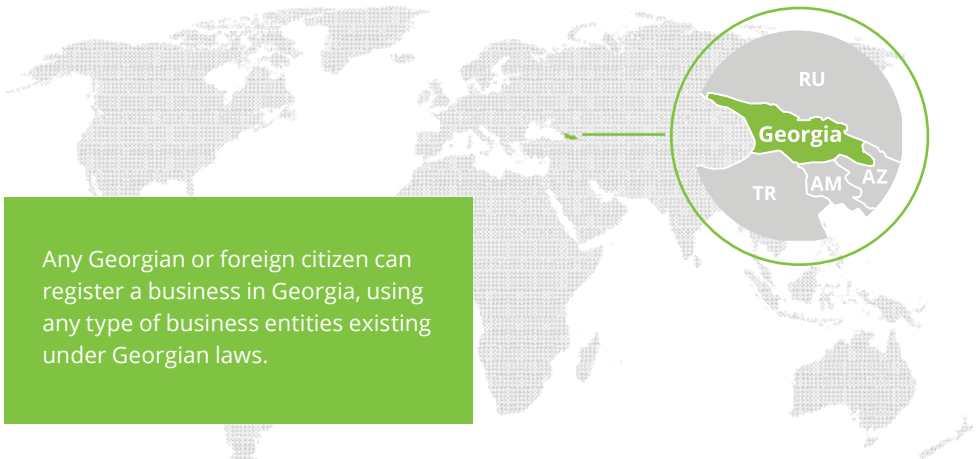 RU
Georgia
AZ
AM
TR
Any Georgian or foreign citizen can
register a business in Georgia, using
any type of business entities existing
under Georgian laws.